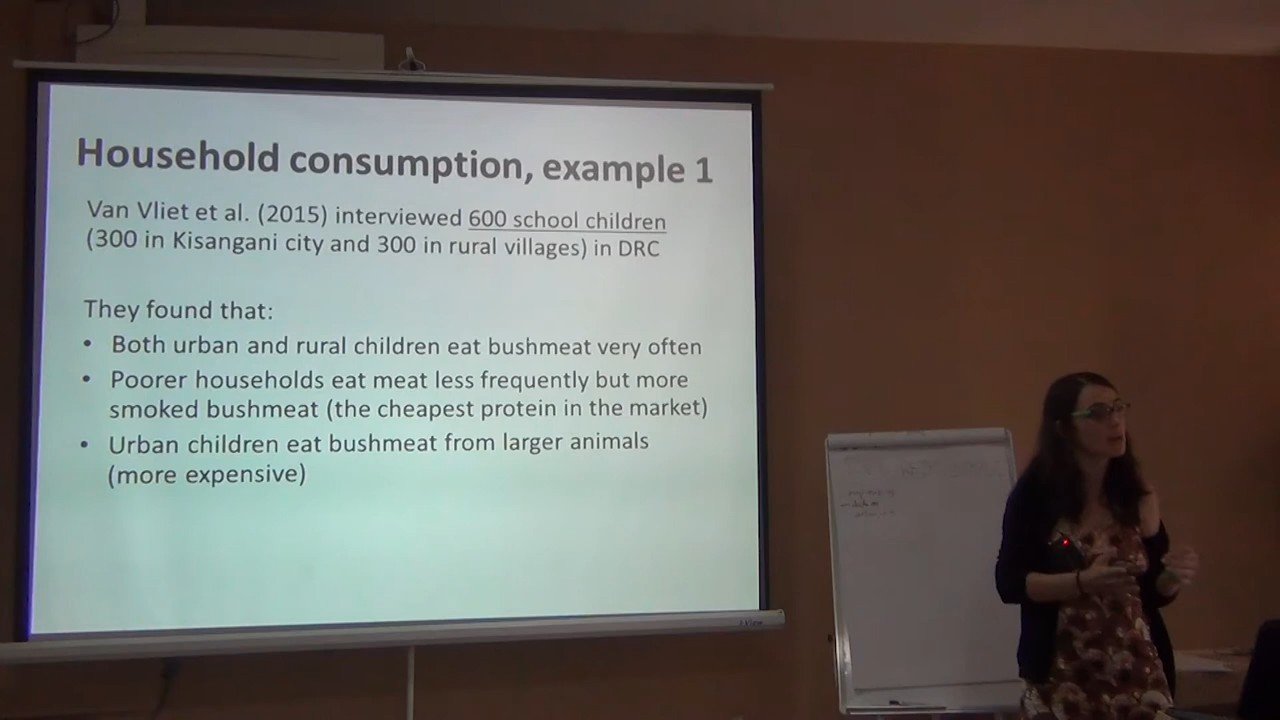 Household consumption, example 1
Van Vliet et al. (2015) interviewed 600 school children
(300 in Kisangani city and 300 in rural villages) in DRC
They found that:
• Both urban and rural children eat bushmeat very often
• Poorer households eat meat less frequently but more
smoked bushmeat (the cheapest protein in the market)
• Urban children eat bushmeat from larger animals
(more expensive)